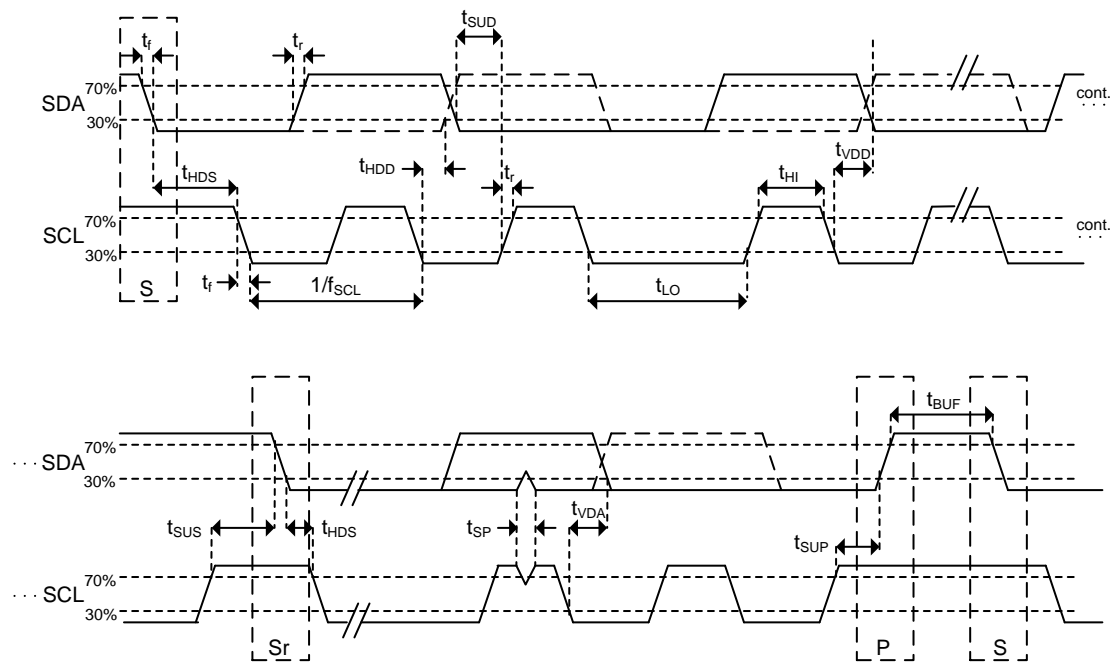 tf
tr
tSUD
70%
SDA
30%
cont.
. . .
tHDS
tHDD
tr
tHI
tVDD
70%
SCL
30%
cont.
. . .
S
tf
1/fSCL
tLO
tBUF
70%
. . . SDA
30%
tSUS
tHDS
tSP
tVDA
tSUP
70%
. . . SCL
30%
Sr
P
S